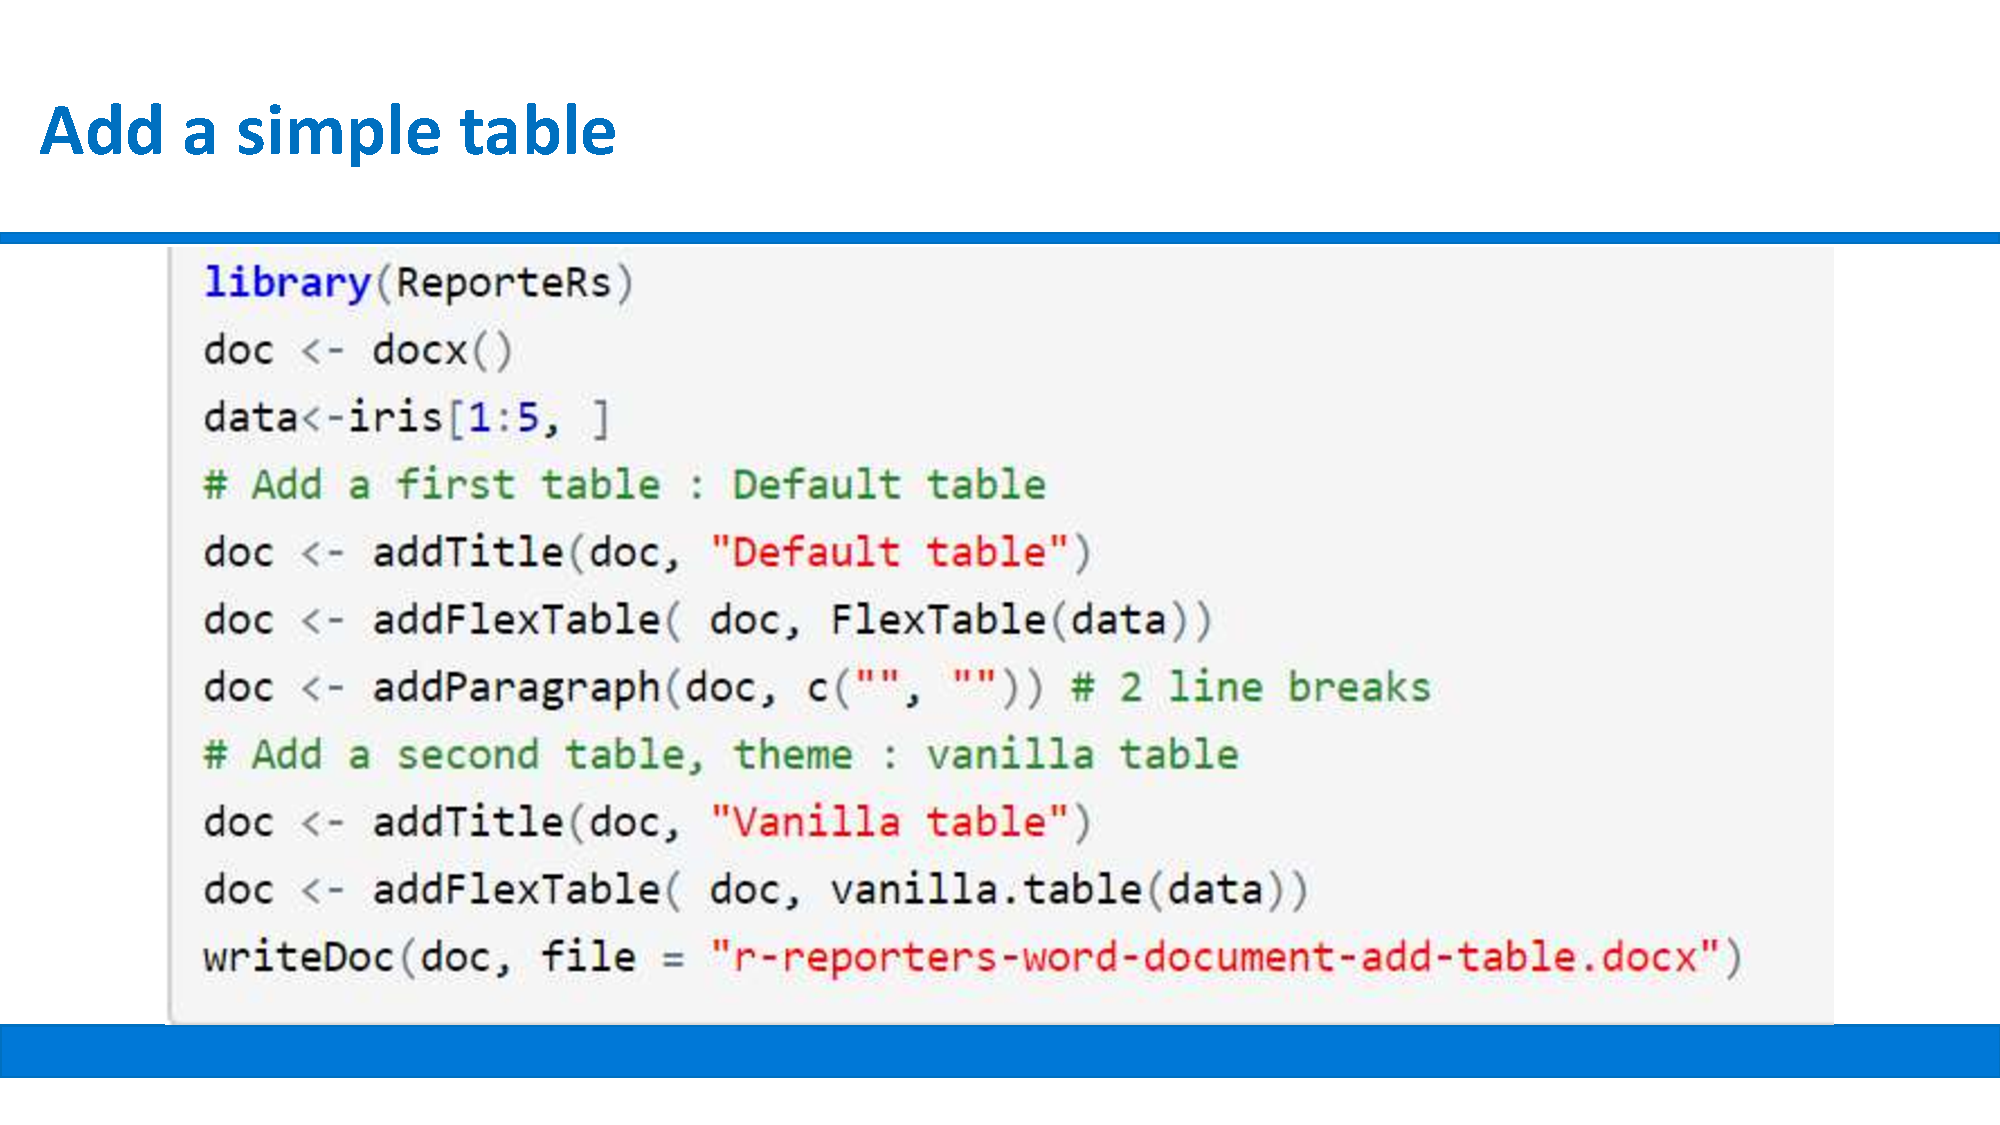 Add a simple table
library(ReporteRs)
doc <- docx()
data<-iris[1:5, ]
# Add a first table : Default table
doc <- addTitle(doc, "Default table")
doc <- addFlexTable( doc, FlexTable(data))
doc <- addParagraph(doc, c("", "")) # 2 line breaks
# Add a second table, theme : vanilla table
doc <- addTitle(doc, "Vanilla table")
doc <- addFlexTable( doc, vanilla.table(data))
writeDoc(doc, file = "r-reporters-word-document-add-table.docx")